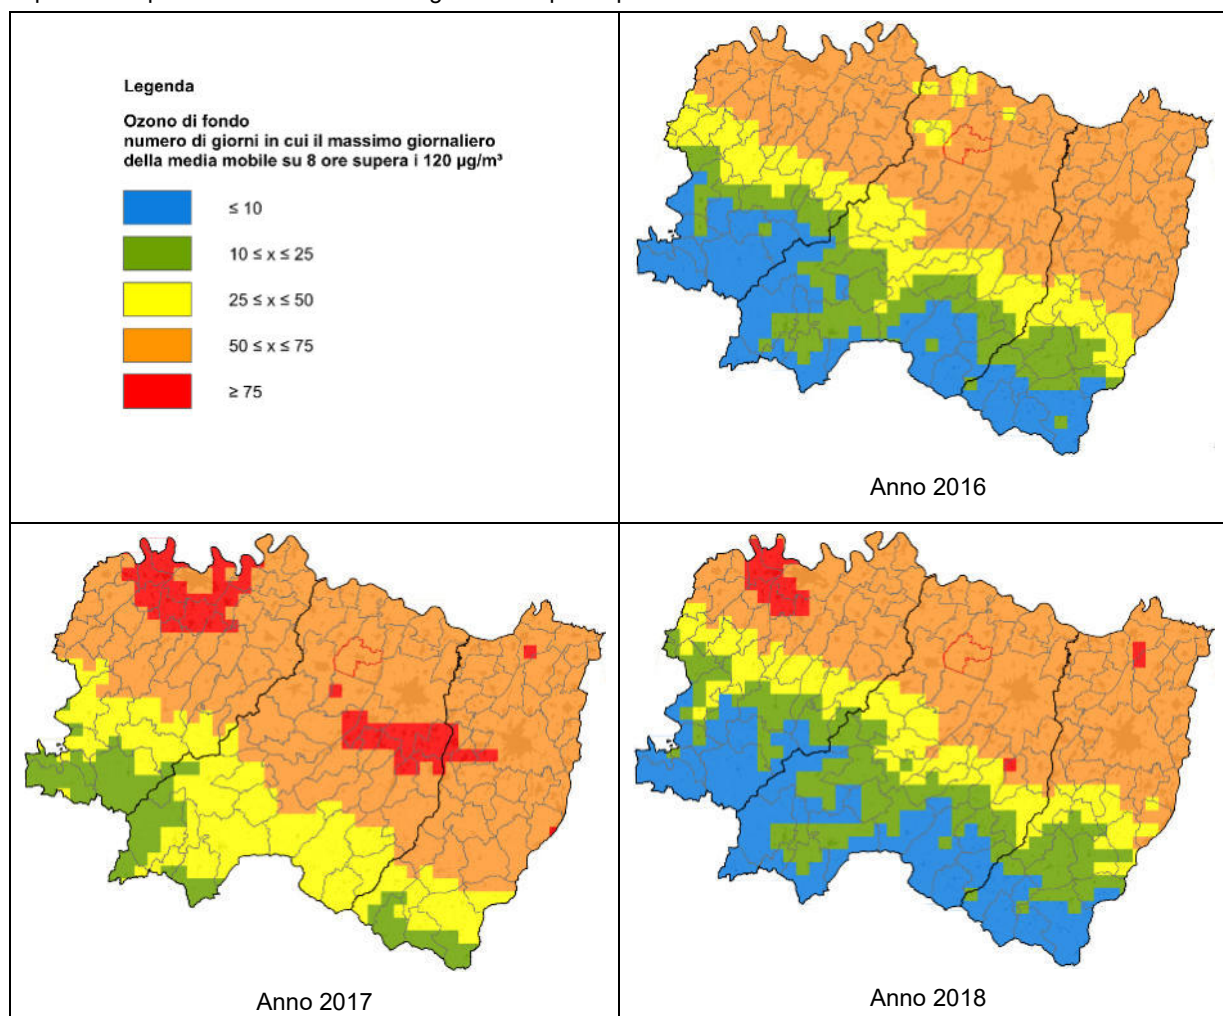 Legenda
Ozono di fondo
numero di giorni in cui il massimo giornaliero
della media mobile su 8 ore supera i 120 µg/m³
≤ 10
10 ≤ x ≤ 25
25 ≤ x ≤ 50
50 ≤ x ≤ 75
≥ 75
Anno 2016
Anno 2017
Anno 2018